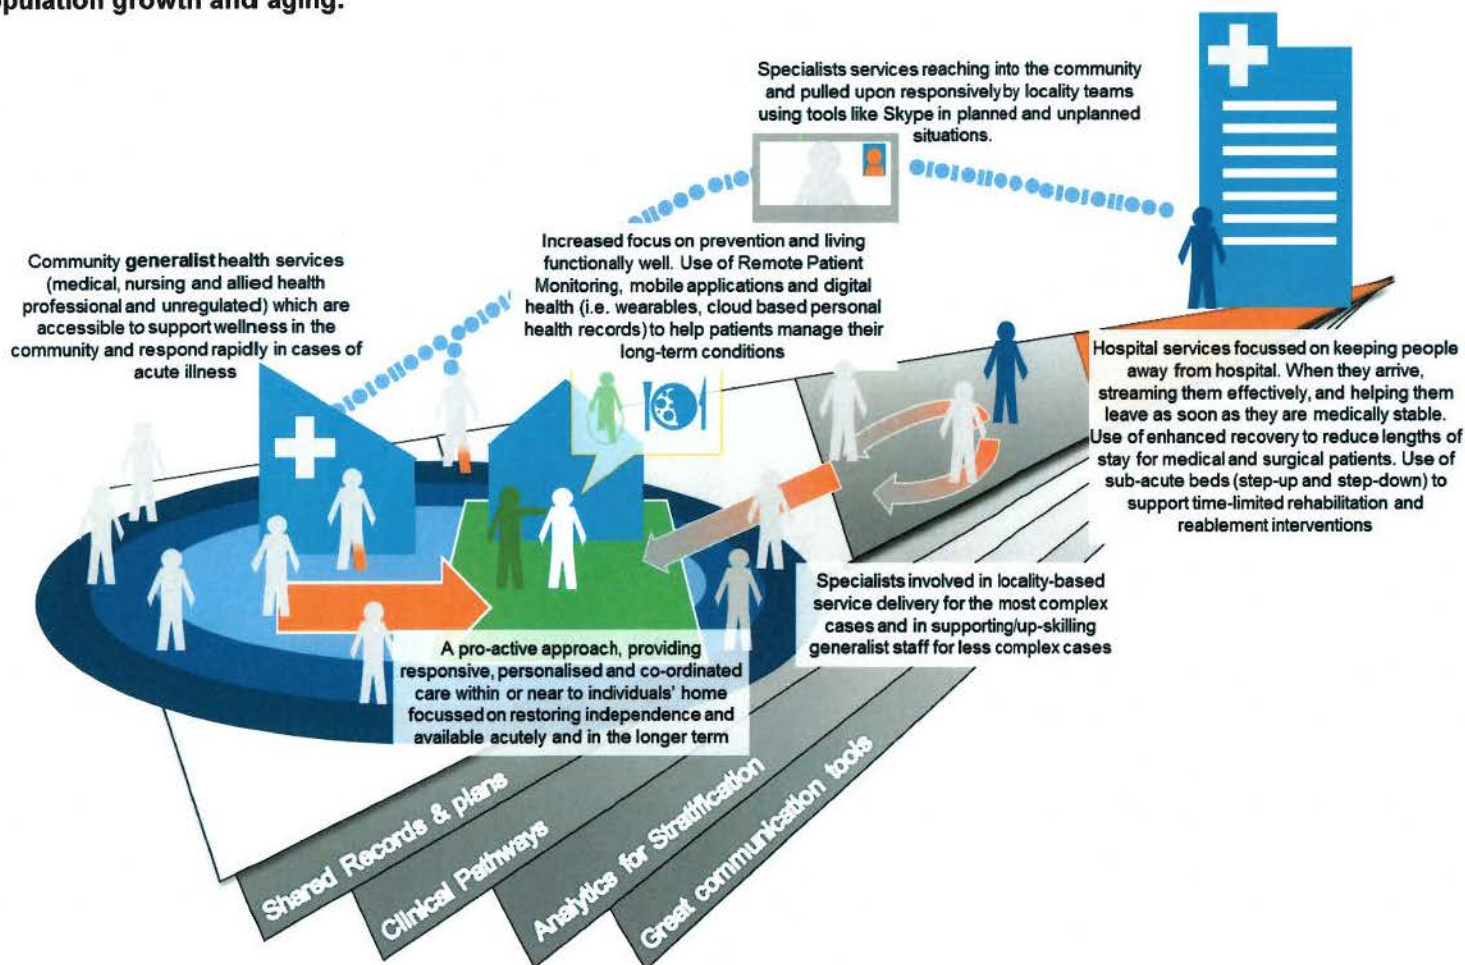 opulation growth and aging.
Specialists services reaching into the community
and pulled upon responsively by locality teams
using tools like Skype in planned and unplanned
situations.
Community generalist health services
(medical, nursing and allied health
professional and unregulated) which are
accessible to support wellness in the
community and respond rapidly in cases of
acute illness
Increased focus on prevention and living
functionally well. Use of Remote Patient
Monitoring, mobile applications and digital
health (i.e. wearables, cloud based personal
health records) to help patients manage their
long-term conditions
Hospital services focussed on keeping people
away from hospital. When they arrive,
streaming them effectively, and helping them
leave as soon as they are medically stable.
Use of enhanced recovery to reduce lengths of
stay for medical and surgical patients. Use of
sub-acute beds (step-up and step-down) to
support time-limited rehabilitation and
reablement interventions
Specialists involved in locality-based
service delivery for the most complex
cases and in supporting/up-skilling
generalist staff for less complex cases
A pro-active approach, providing
responsive, personalised and co-ordinated
care within or near to individuals' home
focussed on restoring independence and
available acutely and in the longer term
Shared Records & plans
Clinical Pathways
Analytics for Stratification
Great communication tools